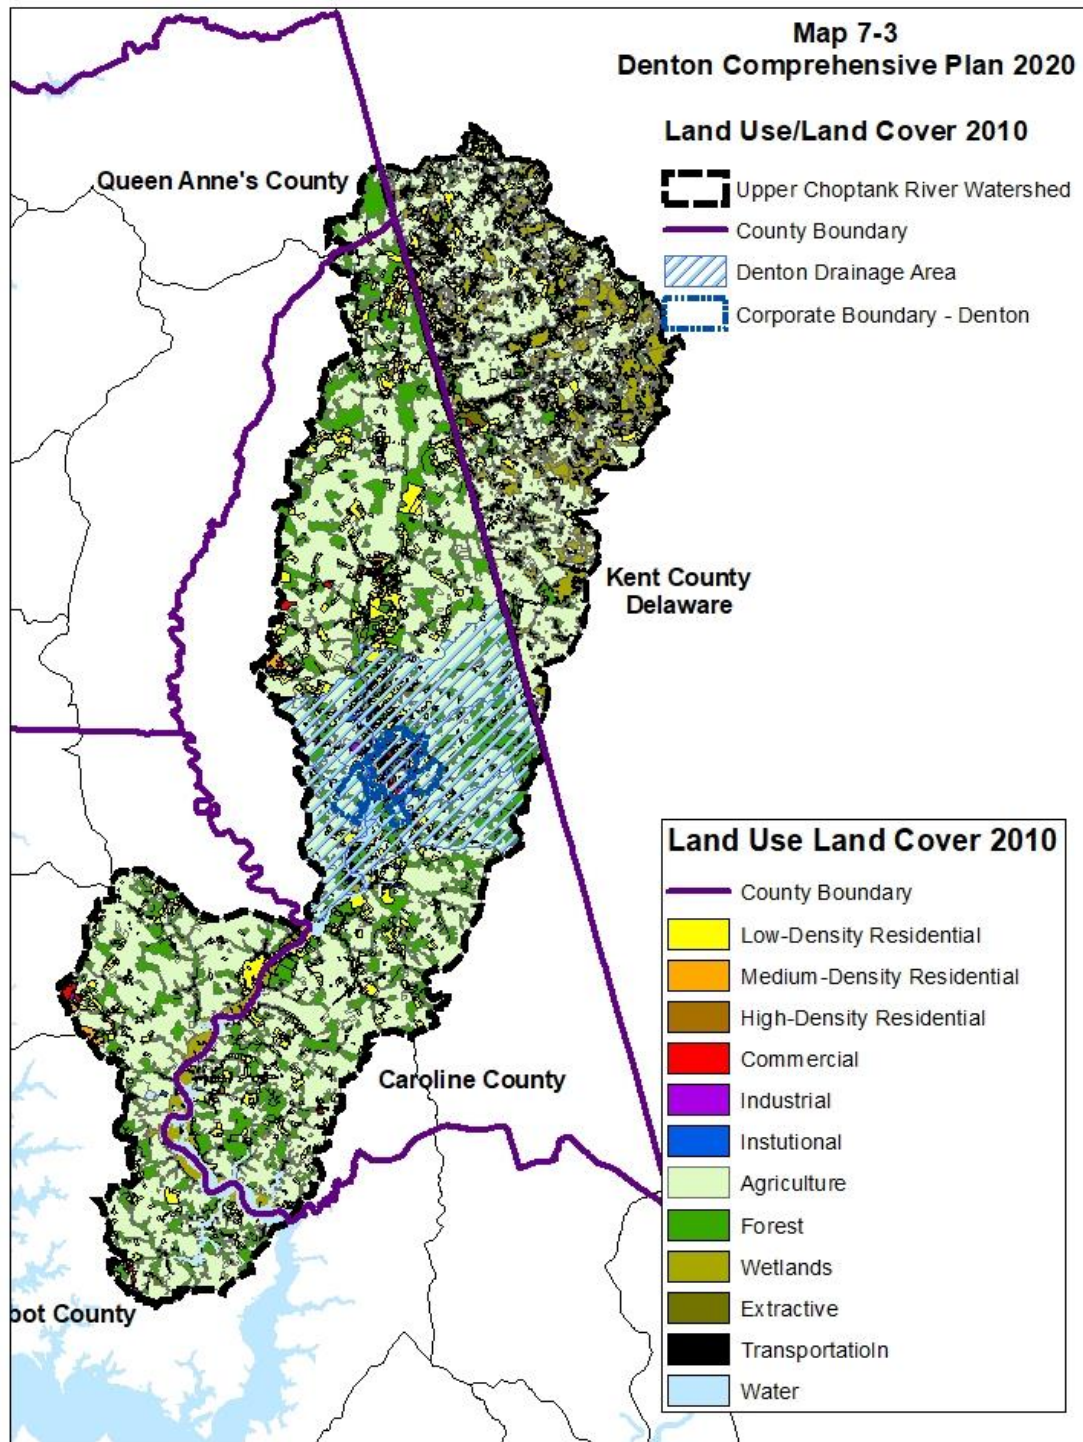 Map 7-3
Denton Comprehensive Plan 2020
Land Use/Land Cover 2010
Upper Choptank River Watershed
County Boundary
Denton Drainage Area
Corporate Boundary - Denton
Queen Anne's County
Kent County
Delaware
Caroline County
bot County
Land Use Land Cover 2010
County Boundary
Low-Density Residential
Medium-Density Residential
High-Density Residential
Commercial
Industrial
Instutional
Agriculture
Forest
Wetlands
Extractive
Transportatioln
Water